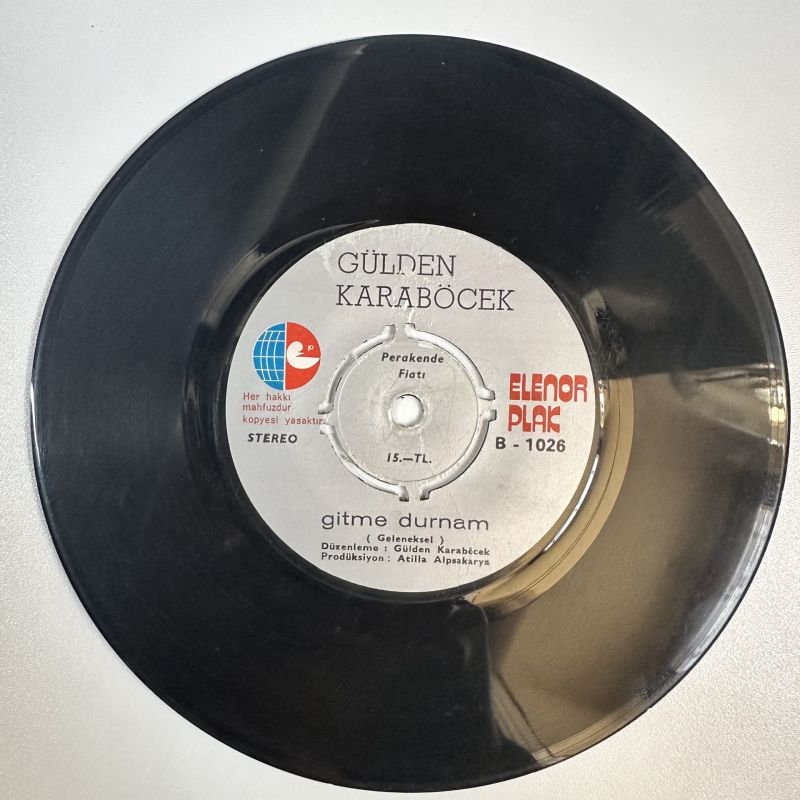 GÜLDEN
KARABÖCEK
Perakende
Fiatı
ELENOR
PLAK
Her hakkı
mahfuzdur
kopyesi yasaktır
STEREO
B - 1026
15.—TL.
gitme durnam
( Geleneksel )
Düzenleme : Gülden Karaböcek
Prodüksiyon : Atilla Alpsakarya